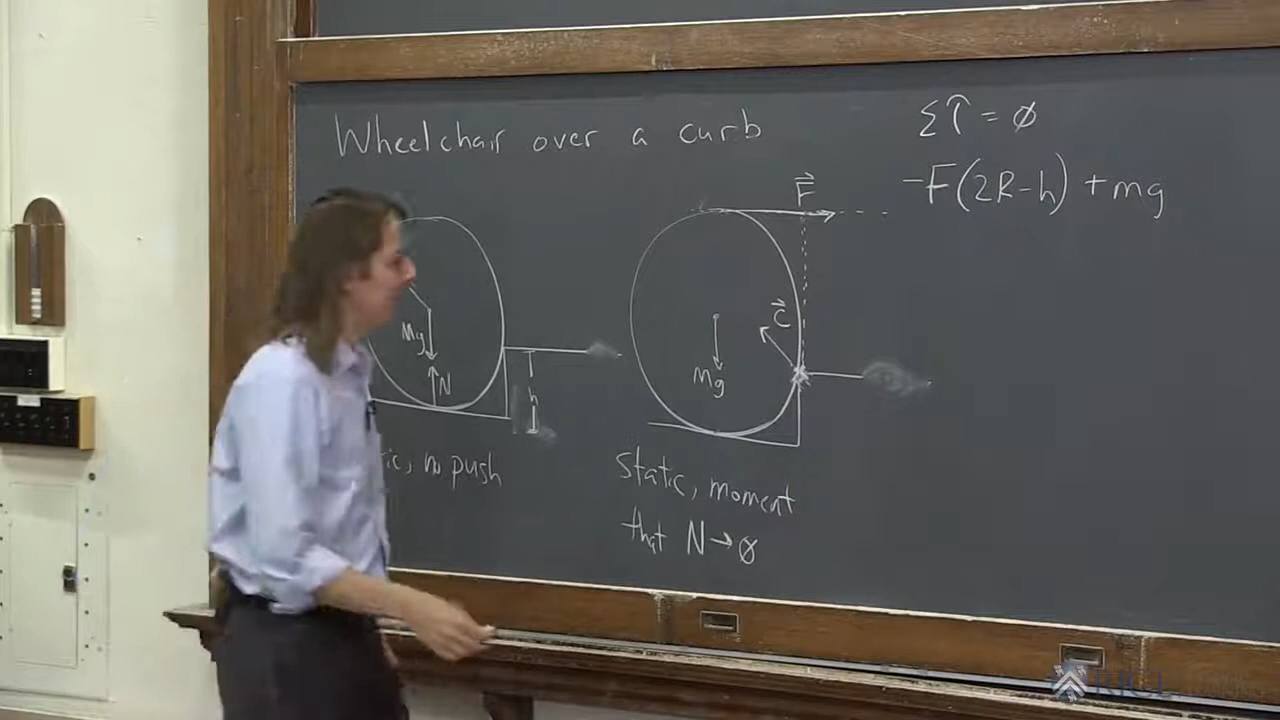 Wheelchair over a curb
Στ = ∅
-F(2R-h) + mg
F⃗
C⃗
Mg
N
h
Mg
no push
Static, moment
that N → ∅